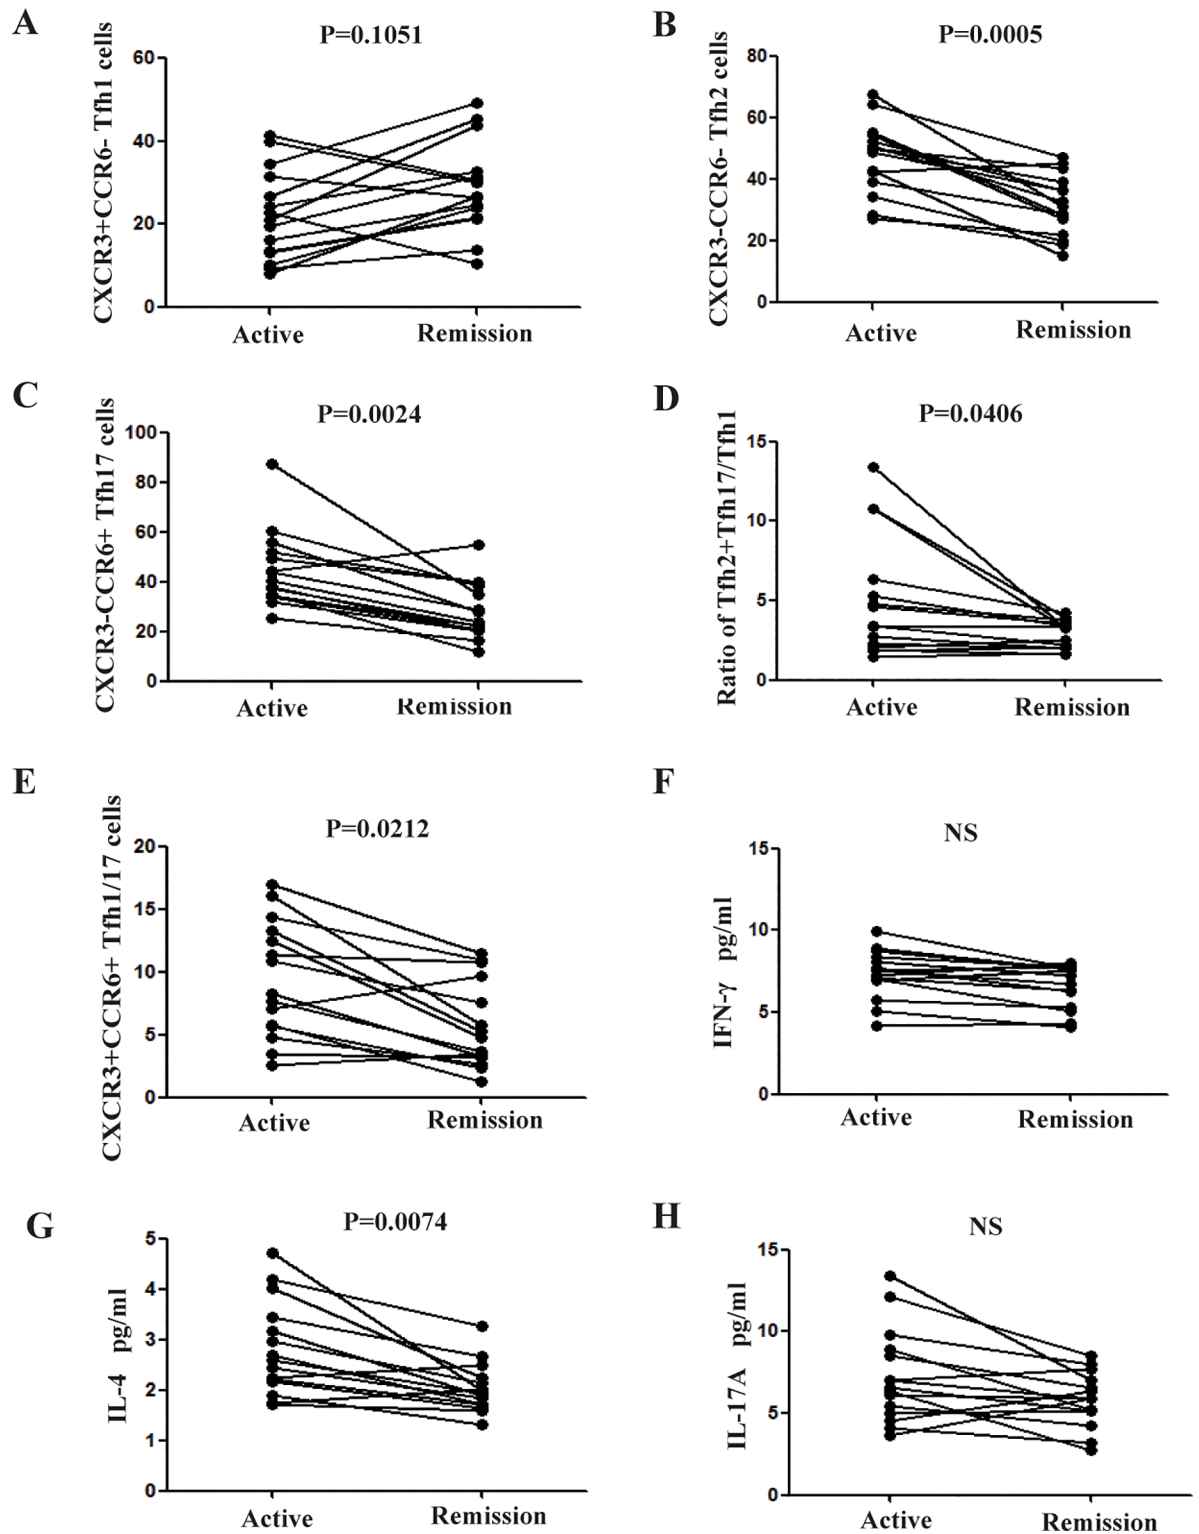 A
P=0.1051
CXCR3+CCR6- Tfh1 cells
60
40
20
0
Active
Remission
B
P=0.0005
CXCR3-CCR6- Tfh2 cells
80
60
40
20
0
Active
Remission
C
P=0.0024
CXCR3-CCR6+ Tfh17 cells
100
80
60
40
20
0
Active
Remission
D
P=0.0406
Ratio of Tfh2+Tfh17/Tfh1
15
10
5
0
Active
Remission
E
P=0.0212
CXCR3+CCR6+ Tfh1/17 cells
20
15
10
5
0
Active
Remission
F
NS
IFN-γ pg/ml
15
10
5
0
Active
Remission
G
P=0.0074
IL-4 pg/ml
5
4
3
2
1
0
Active
Remission
H
NS
IL-17A pg/ml
15
10
5
0
Active
Remission